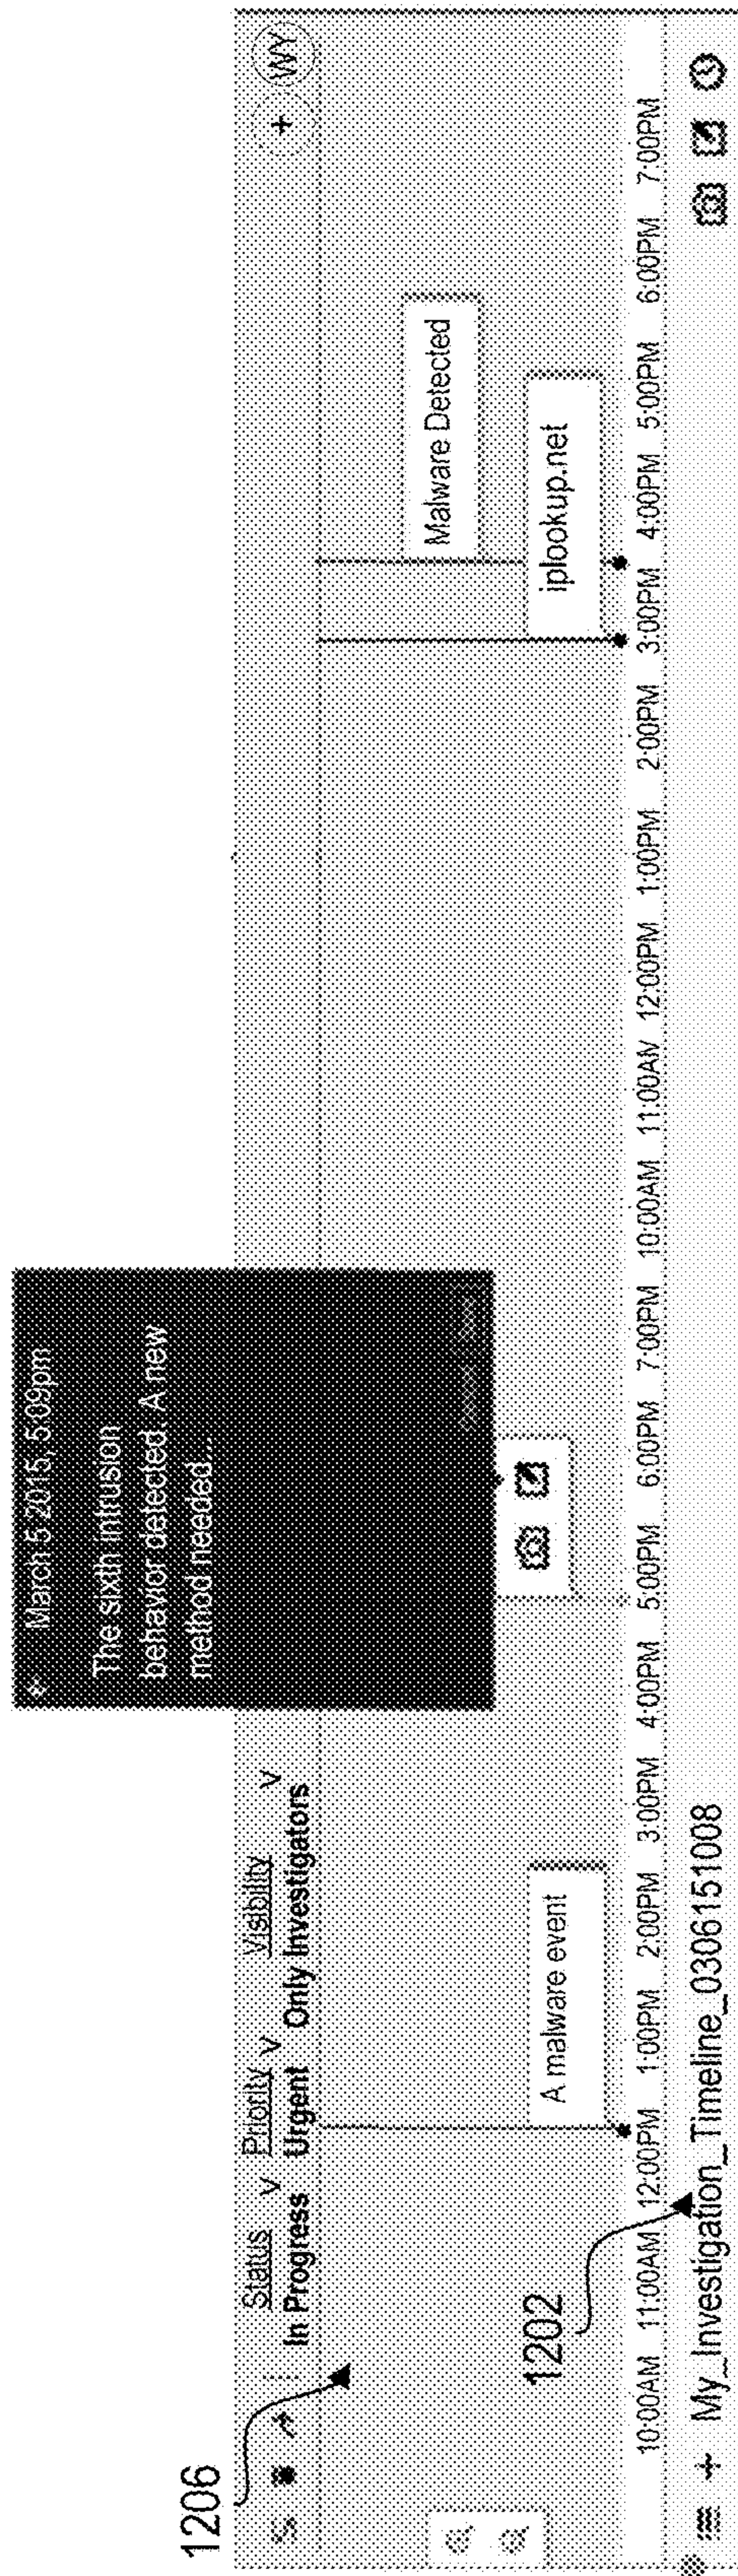 1206
Status v Priority v Visibility v
In Progress Urgent Only Investigators
+ WY
March 5 2015, 5:09pm
The sixth intrusion
behavior detected. A new
method needed...
Malware Detected
A malware event
iplookup.net
1202
10:00AM 11:00AM 12:00PM 1:00PM 2:00PM 3:00PM 4:00PM 5:00PM 6:00PM 7:00PM 10:00AM 11:00AM 12:00PM 1:00PM 2:00PM 3:00PM 4:00PM 5:00PM 6:00PM 7:00PM
+ My_Investigation_Timeline_0306151008